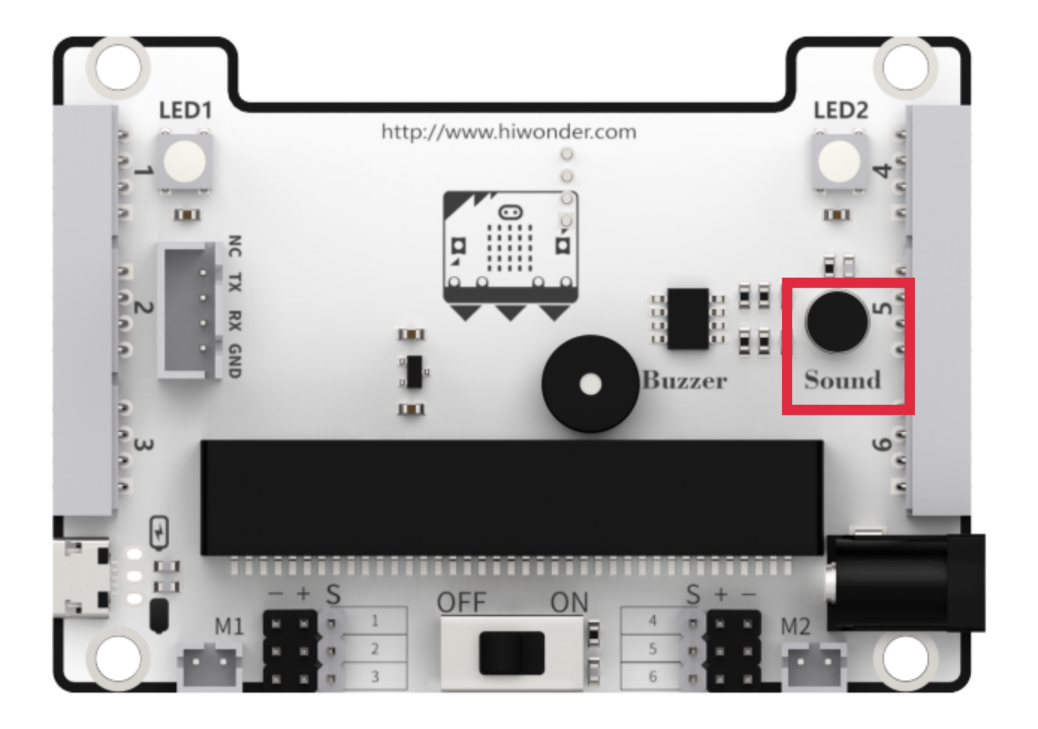 LED1
LED2
http://www.hiwonder.com
1
4
NC TX RX GND
2
5
Buzzer
Sound
3
6
- + S
OFF ON
S + -
M1
1
2
3
4
5
6
M2